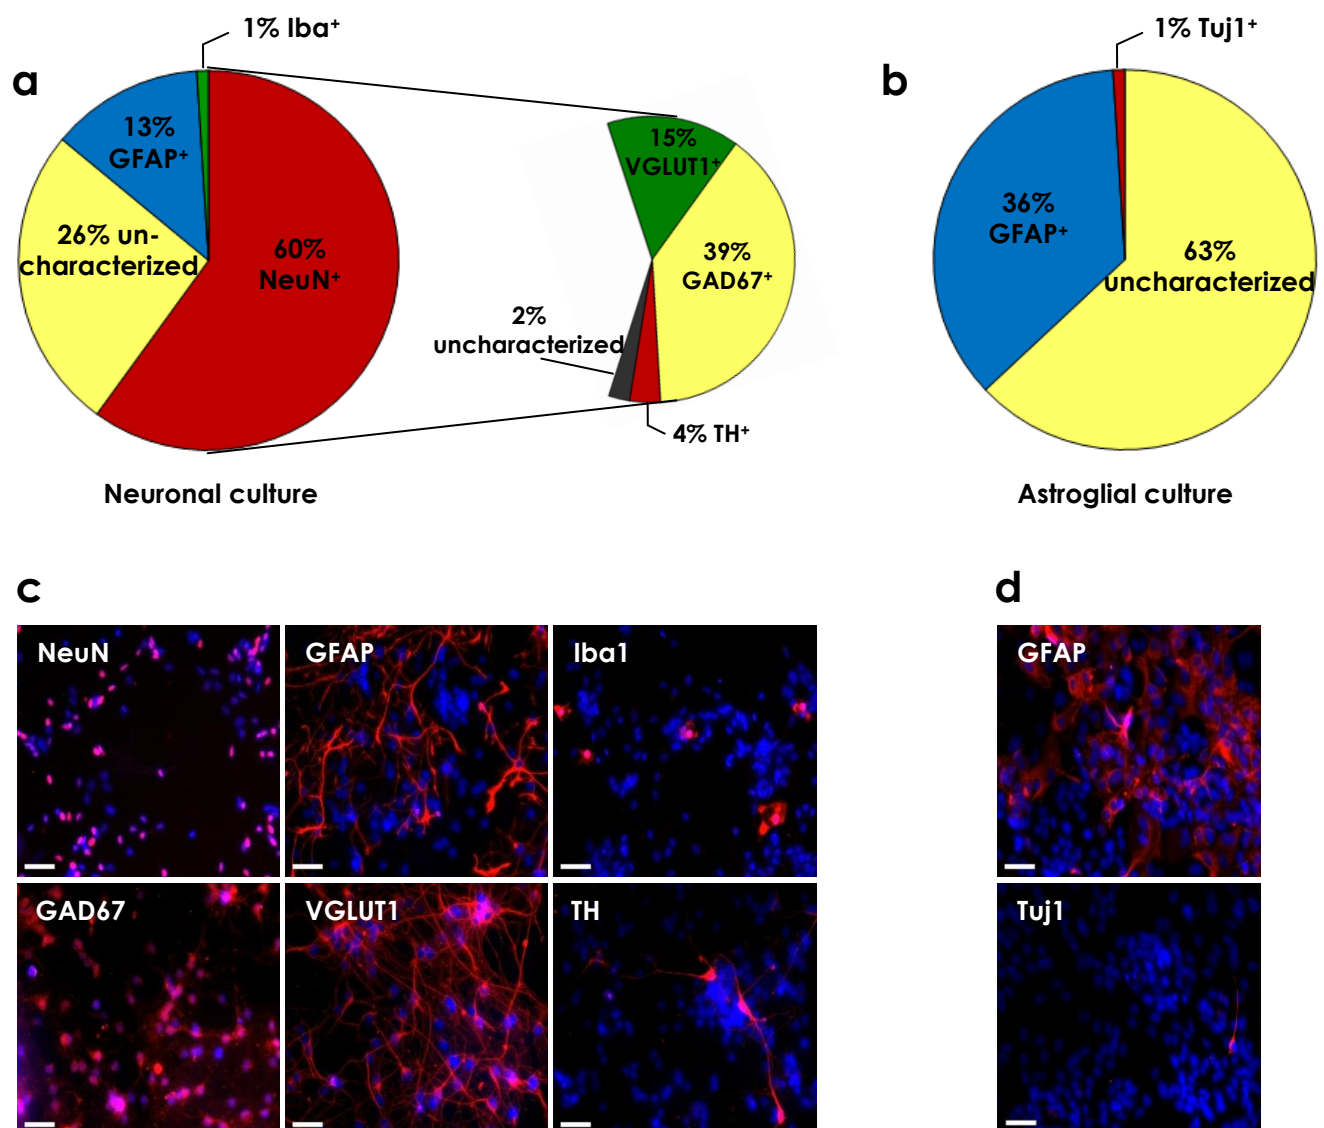 1% Iba⁺
1% Tuj1⁺
a
b
13%
GFAP⁺
26% un-
characterized
60%
NeuN⁺
15%
VGLUT1⁺
39%
GAD67⁺
2%
uncharacterized
4% TH⁺
36%
GFAP⁺
63%
uncharacterized
Neuronal culture
Astroglial culture
c
d
NeuN
GFAP
Iba1
GFAP
GAD67
VGLUT1
TH
Tuj1